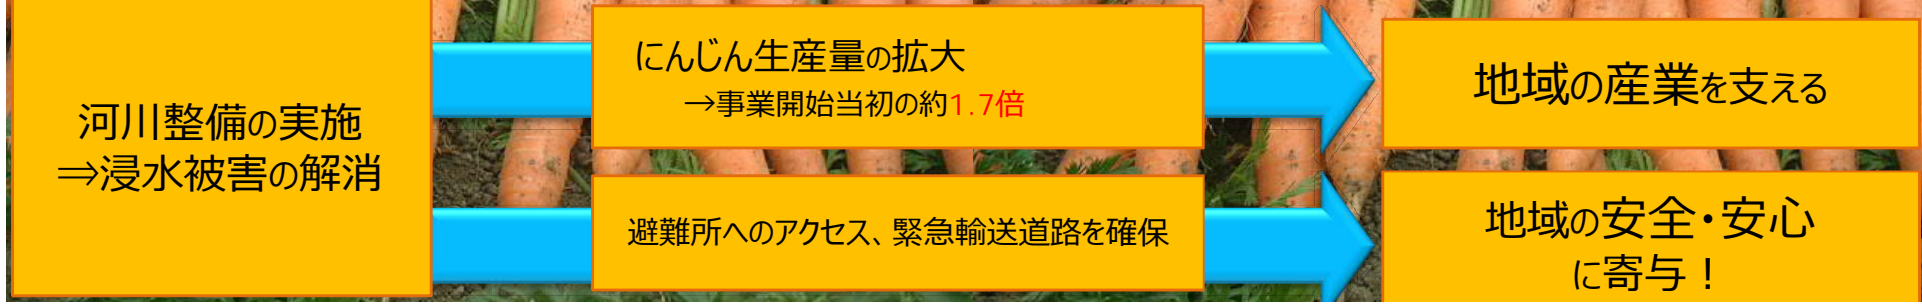 河川整備の実施
⇒浸水被害の解消
にんじん生産量の拡大
→事業開始当初の約1.7倍
地域の産業を支える
避難所へのアクセス、緊急輸送道路を確保
地域の安全・安心
に寄与！